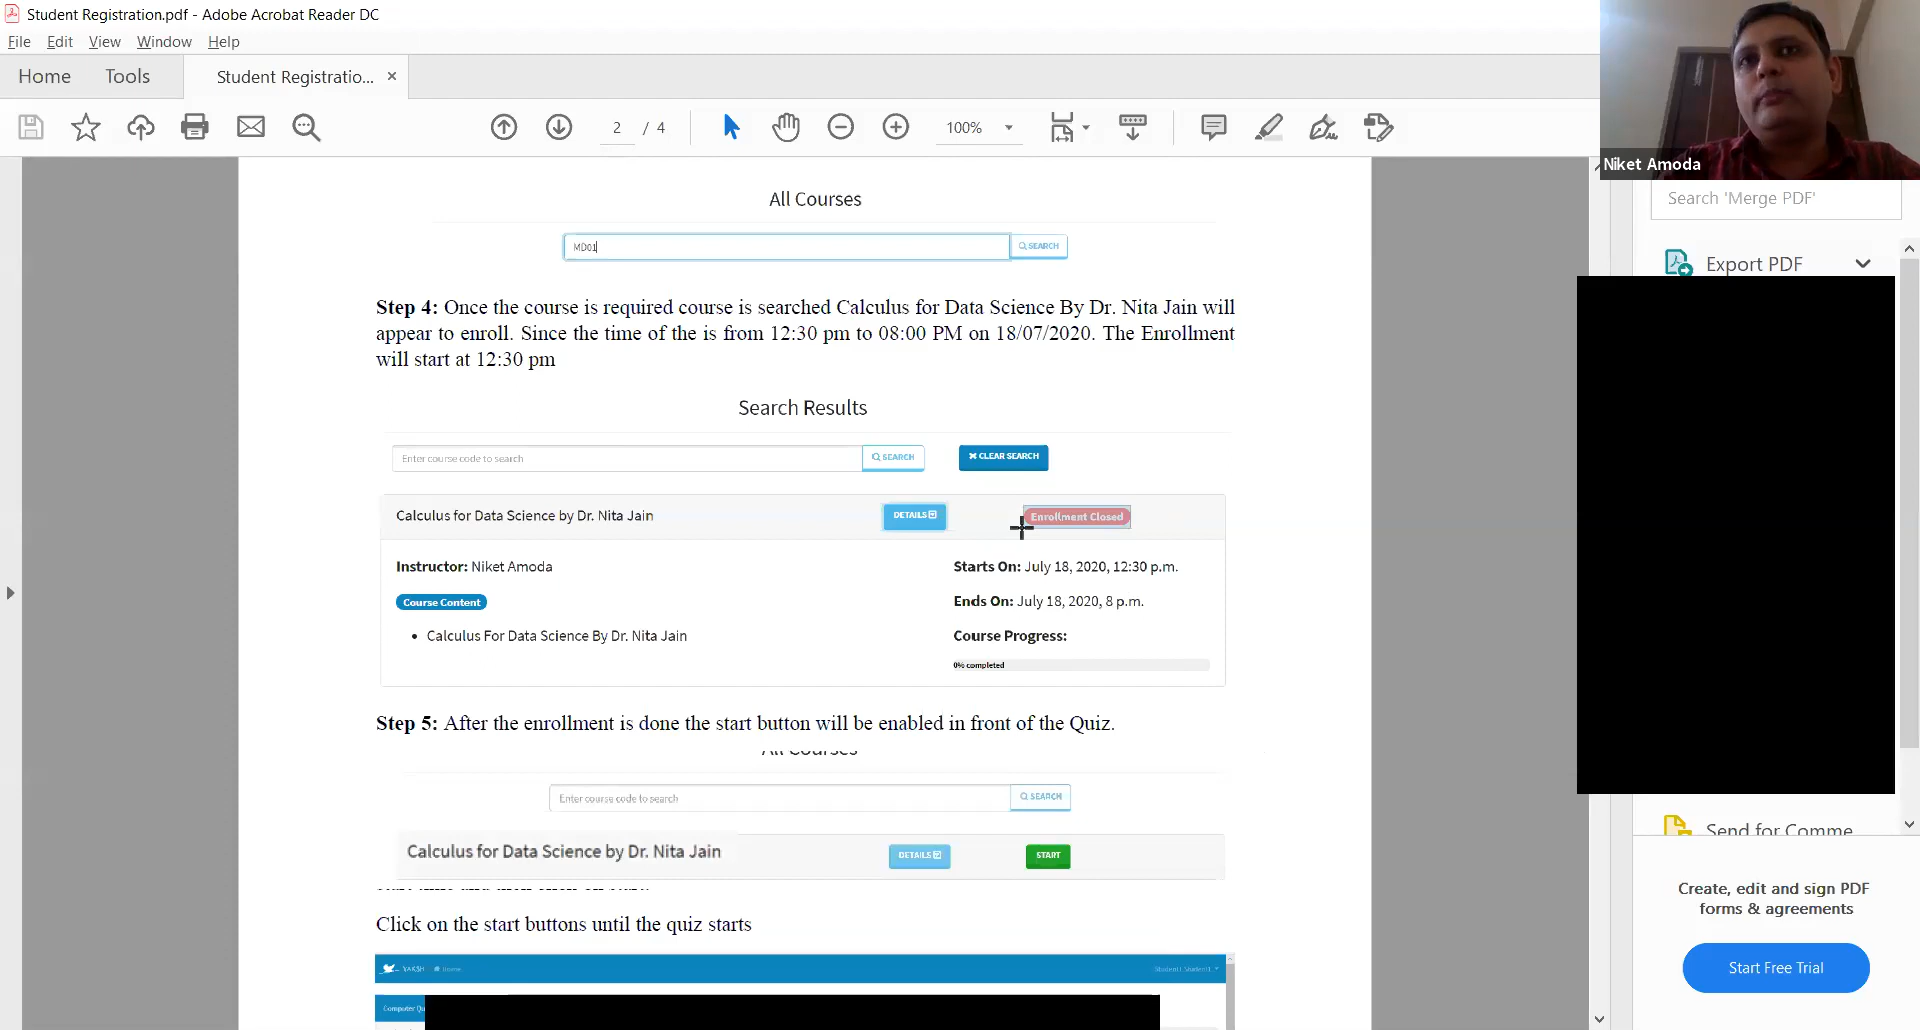 Student Registration.pdf - Adobe Acrobat Reader DC
File Edit View Window Help
Home Tools Student Registratio... ×
2 / 4 100%
Niket Amoda
Search 'Merge PDF'
Export PDF
All Courses
MD01 SEARCH
Step 4: Once the course is required course is searched Calculus for Data Science By Dr. Nita Jain will
appear to enroll. Since the time of the is from 12:30 pm to 08:00 PM on 18/07/2020. The Enrollment
will start at 12:30 pm
Search Results
Enter course code to search SEARCH CLEAR SEARCH
Calculus for Data Science by Dr. Nita Jain DETAILS Enrollment Closed
Instructor: Niket Amoda Starts On: July 18, 2020, 12:30 p.m.
Course Content Ends On: July 18, 2020, 8 p.m.
• Calculus For Data Science By Dr. Nita Jain Course Progress:
0% completed
Step 5: After the enrollment is done the start button will be enabled in front of the Quiz.
All Courses
Enter course code to search SEARCH
Calculus for Data Science by Dr. Nita Jain DETAILS START
Click on the start buttons until the quiz starts
YAKSH Home Student1 Student1
Computer Qu
Send for Comme
Create, edit and sign PDF
forms & agreements
Start Free Trial